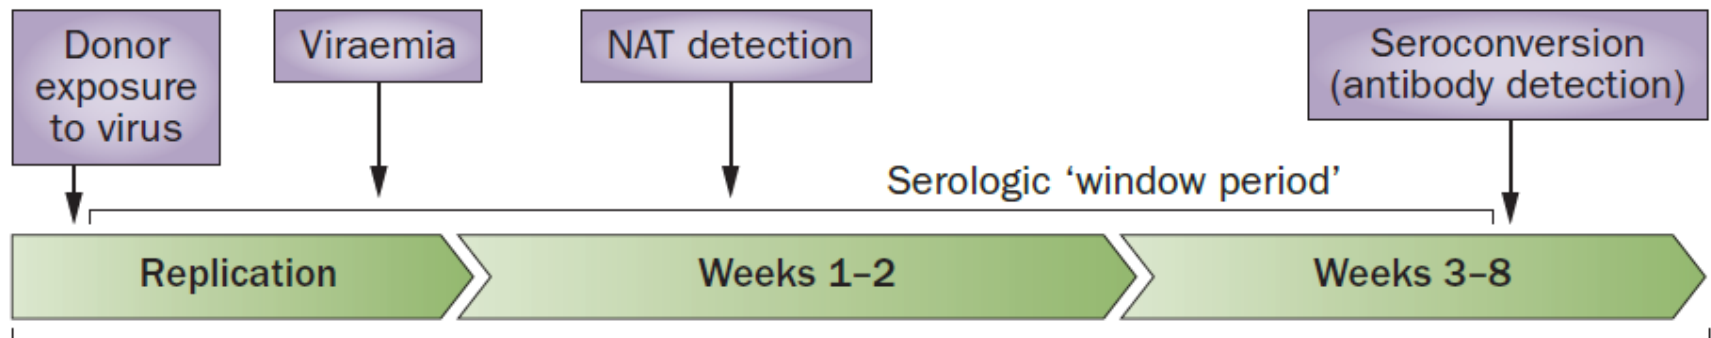 Donor
exposure
to virus
Viraemia
NAT detection
Seroconversion
(antibody detection)
Serologic ‘window period’
Replication
Weeks 1–2
Weeks 3–8